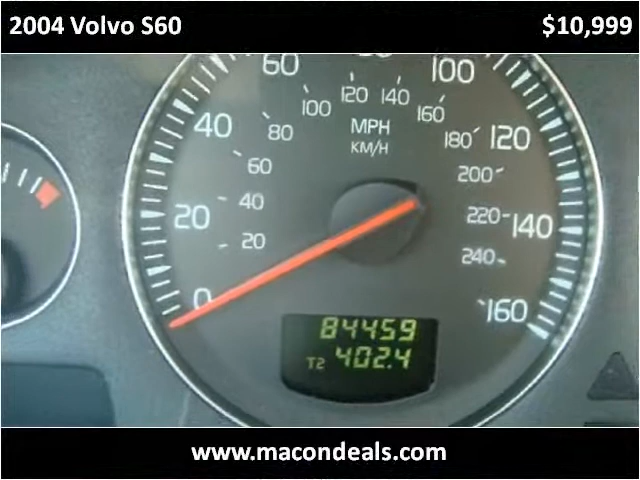 2004 Volvo S60 $10,999
60 80 100
100 120 140 160
40 80 MPH 180 120
KM/H
60 200
20 40 220 140
20 240
0 160
84459
T2 402.4
www.macondeals.com